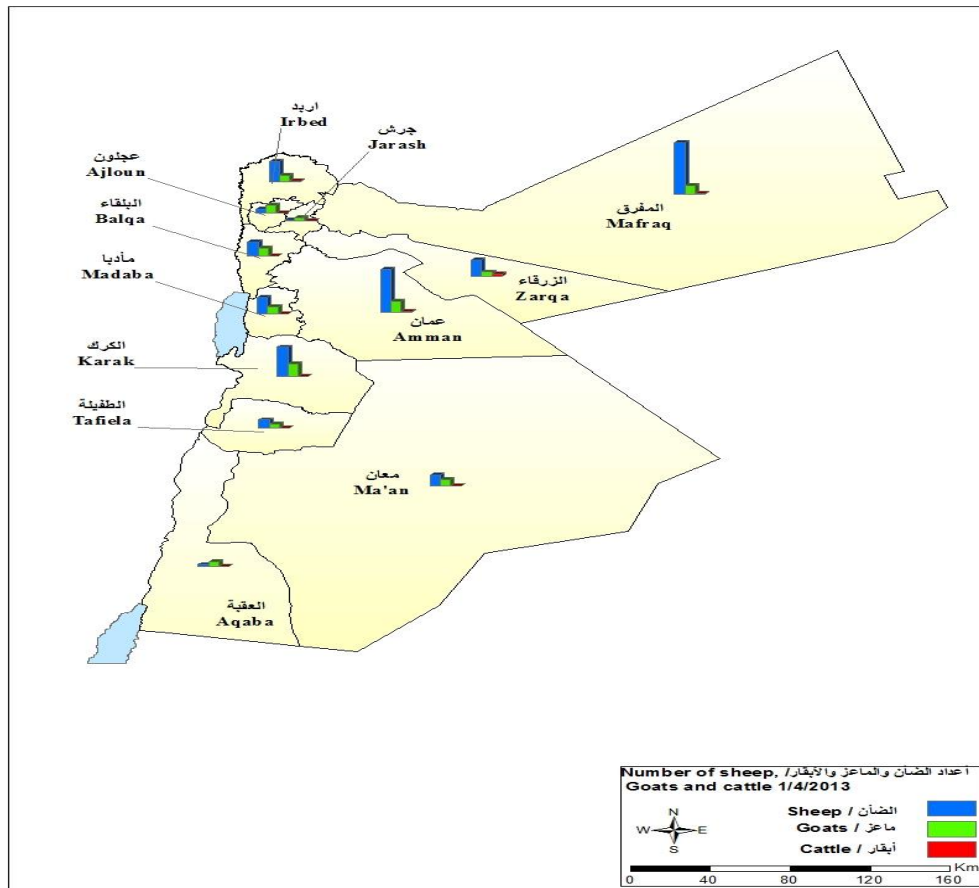 اربد
Irbed
جرش
Jarash
عجلون
Ajloun
البلقاء
Balqa
مأدبا
Madaba
المفرق
Mafraq
الزرقاء
Zarqa
عمان
Amman
الكرك
Karak
الطفيلة
Tafiela
معان
Ma'an
العقبة
Aqaba
Number of sheep, /أعداد الضأن والماعز والأبقار
Goats and cattle 1/4/2013
Sheep / الضأن
Goats / ماعز
Cattle / أبقار
N
W E
S
Km
0 40 80 120 160